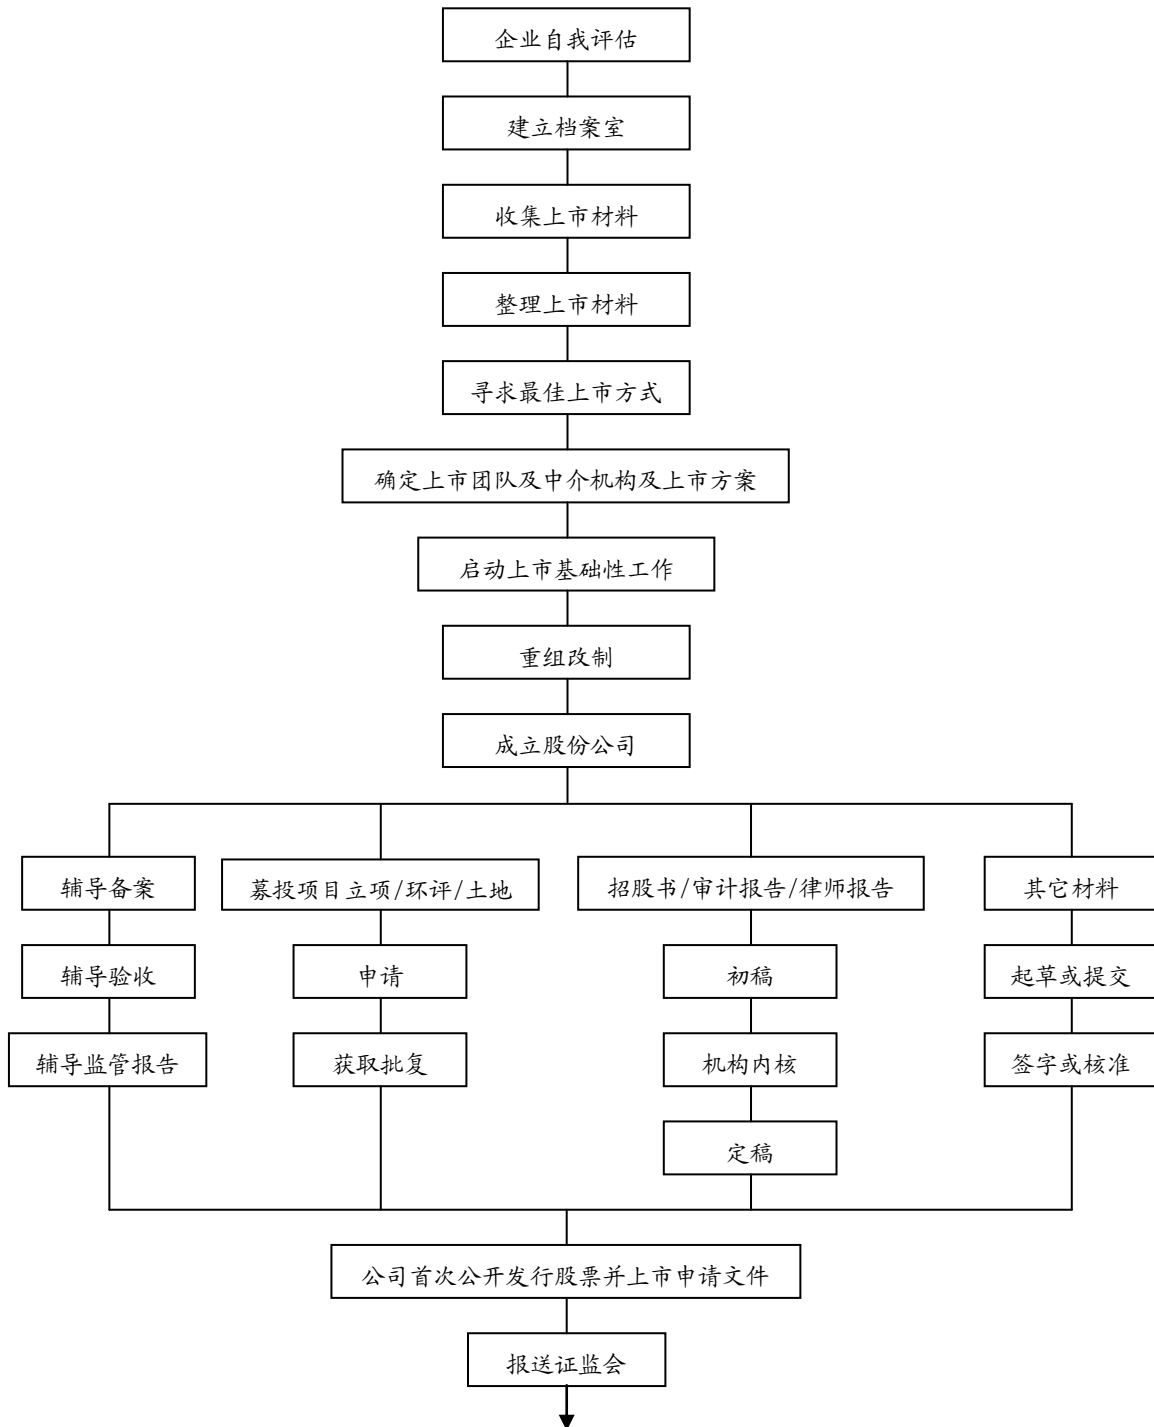 企业自我评估
建立档案室
收集上市材料
整理上市材料
寻求最佳上市方式
确定上市团队及中介机构及上市方案
启动上市基础性工作
重组改制
成立股份公司
辅导备案
募投项目立项/环评/土地
招股书/审计报告/律师报告
其它材料
辅导验收
申请
初稿
起草或提交
辅导监管报告
获取批复
机构内核
签字或核准
定稿
公司首次公开发行股票并上市申请文件
报送证监会